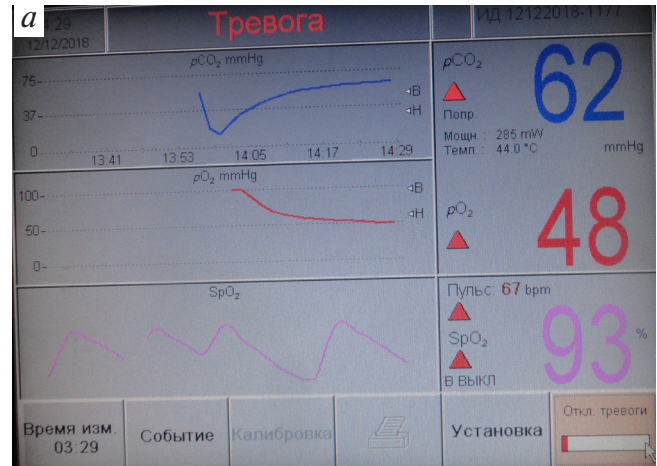 a
12/12/2018
Тревога
ИД 12122018-1177
pCO₂ mmHg
75-
37-
0-
◁В
◁Н
13:41 13:53 14:05 14:17 14:29
pO₂ mmHg
100-
50-
0-
◁В
◁Н
SpO₂
pCO₂
62
Попр.
Мощн. : 285 mW
Темп. : 44.0 °C
mmHg
pO₂
48
Пульс: 67 bpm
SpO₂
93 %
В ВЫКЛ
Время изм.
03:29
Событие
Калибровка
Установка
Откл. тревоги